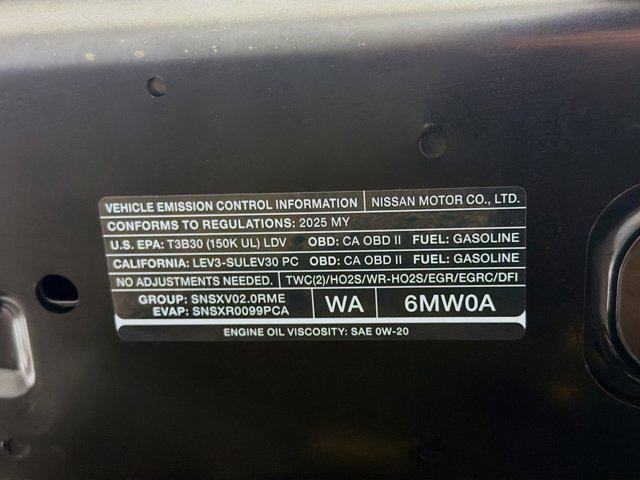 VEHICLE EMISSION CONTROL INFORMATION NISSAN MOTOR CO., LTD.
CONFORMS TO REGULATIONS: 2025 MY
U.S. EPA: T3B30 (150K UL) LDV OBD: CA OBD II FUEL: GASOLINE
CALIFORNIA: LEV3-SULEV30 PC OBD: CA OBD II FUEL: GASOLINE
NO ADJUSTMENTS NEEDED. TWC(2)/HO2S/WR-HO2S/EGR/EGRC/DFI
GROUP: SNSXV02.0RME
EVAP: SNSXR0099PCA
WA 6MW0A
ENGINE OIL VISCOSITY: SAE 0W-20